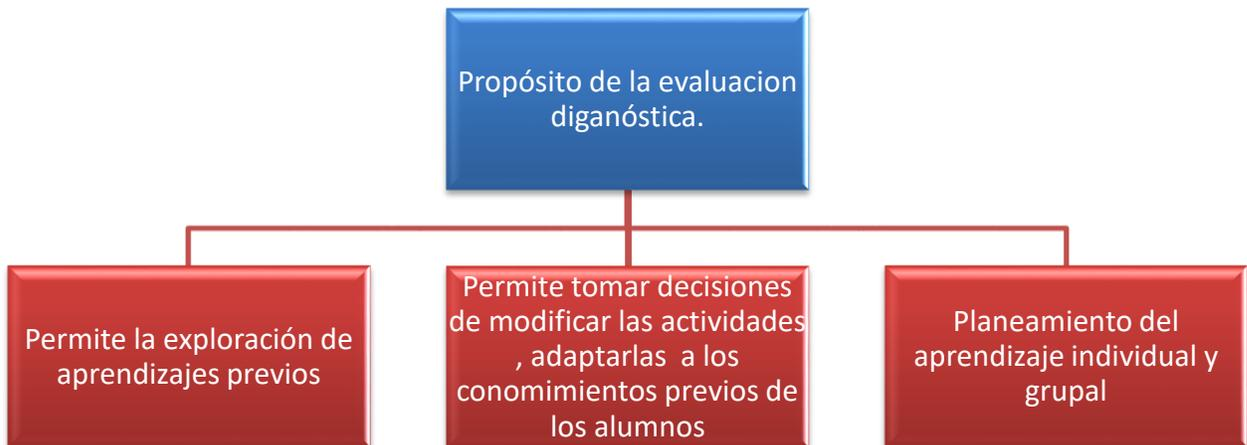 Propósito de la evaluacion
diganóstica.
Permite la exploración de
aprendizajes previos
Permite tomar decisiones
de modificar las actividades
, adaptarlas a los
conomimientos previos de
los alumnos
Planeamiento del
aprendizaje individual y
grupal